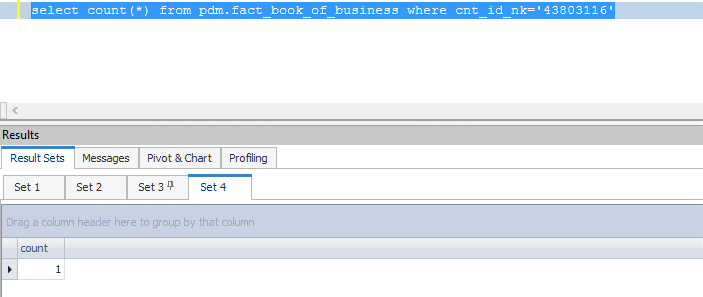 select count(*) from pdm.fact_book_of_business where cnt_id_nk='43803116'
Results
Result Sets Messages Pivot & Chart Profiling
Set 1 Set 2 Set 3 Set 4
Drag a column header here to group by that column
count
1